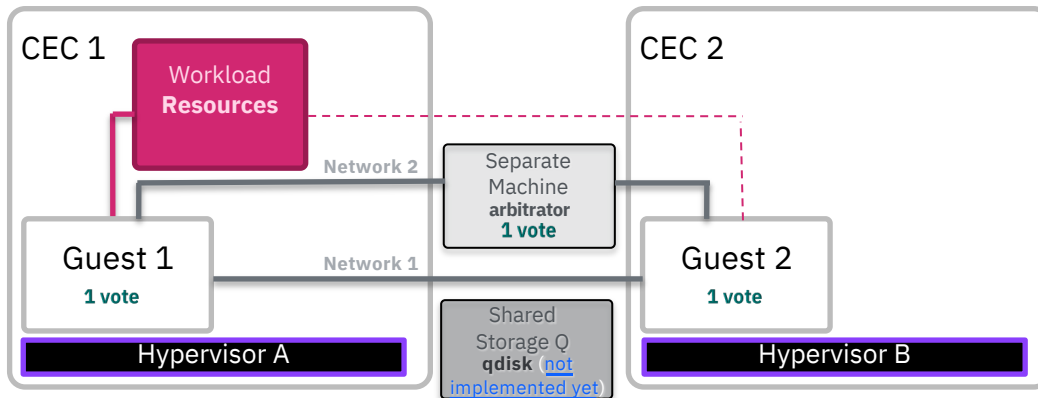 CEC 1
CEC 2
Workload
Resources
Network 2
Separate
Machine
arbitrator
1 vote
Guest 1
1 vote
Network 1
Guest 2
1 vote
Shared
Storage Q
qdisk (not
implemented yet)
Hypervisor A
Hypervisor B